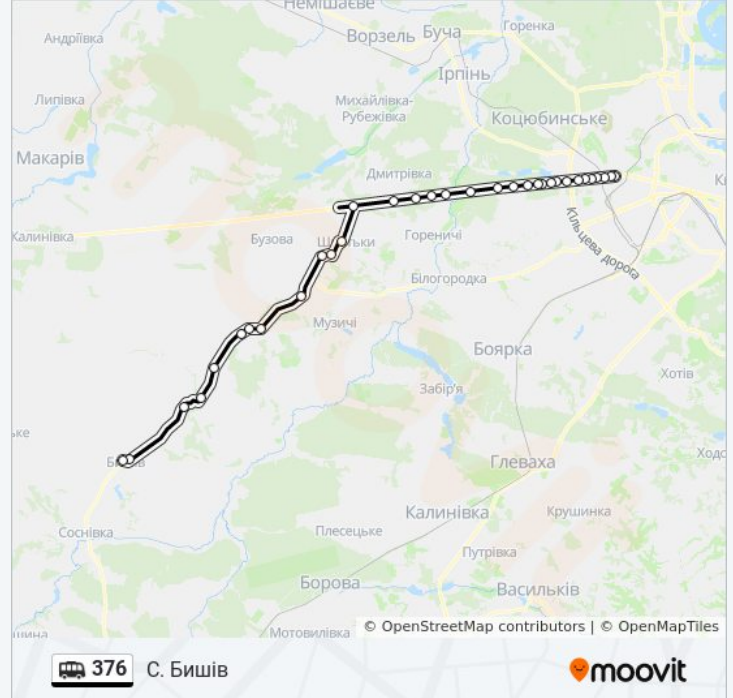 Немішаєве
Андріївка
Ворзель
Буча
Горенка
Ірпінь
Липівка
Михайлівка-
Рубежівка
Коцюбинське
Макарів
Дмитрівка
Калинівка
Бузова
Гореничі
Кільцева дорога
Білогородка
Музичі
Боярка
Забір'я
Хотів
Глеваха
Калинівка
Крушинка
Соснівка
Плесецьке
Путрівка
Борова
Васильків
Мотовилівка
© OpenStreetMap contributors | © OpenMapTiles
376 С. Бишів
moovit